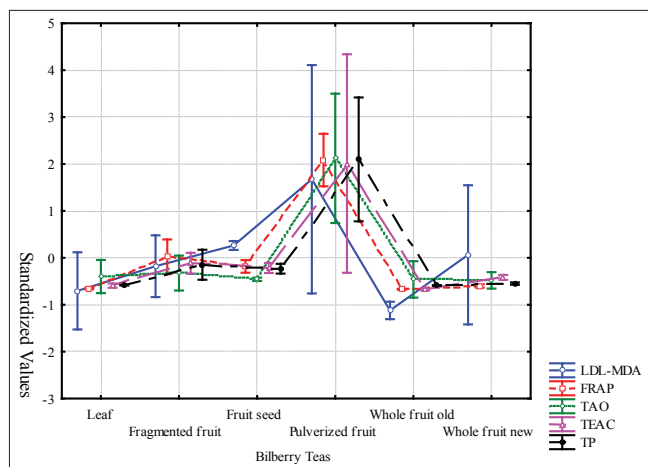 5
4
3
2
1
0
-1
-2
-3
Standardized Values
Leaf
Fragmented fruit
Fruit seed
Pulverized fruit
Whole fruit old
Whole fruit new
Bilberry Teas
LDL-MDA
FRAP
TAO
TEAC
TP